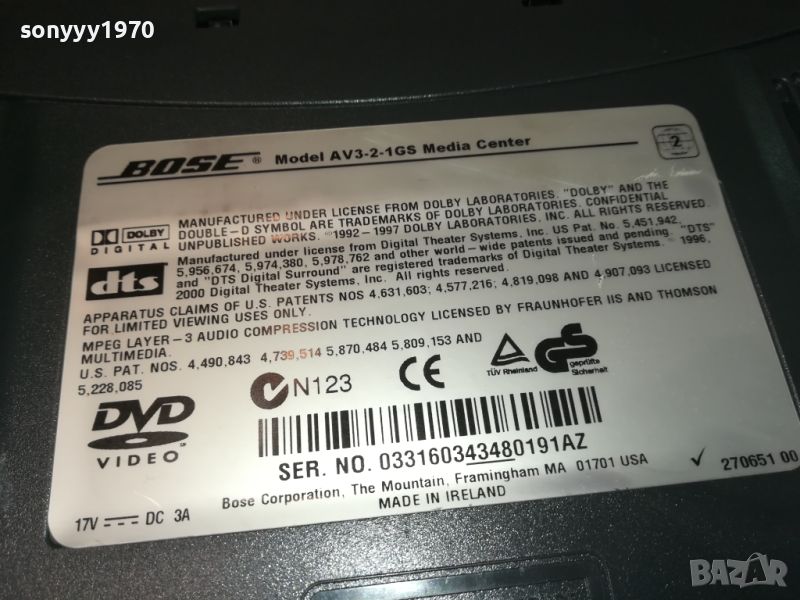 sonyyy1970
BOSE ® Model AV3-2-1GS Media Center
2
DOLBY
DIGITAL
MANUFACTURED UNDER LICENSE FROM DOLBY LABORATORIES. "DOLBY" AND THE
DOUBLE-D SYMBOL ARE TRADEMARKS OF DOLBY LABORATORIES. CONFIDENTIAL
UNPUBLISHED WORKS. ©1992-1997 DOLBY LABORATORIES, INC. ALL RIGHTS RESERVED.
dts
Manufactured under license from Digital Theater Systems, Inc. US Pat. No. 5,451,942,
5,956,674, 5,974,380, 5,978,762 and other world-wide patents issued and pending. "DTS"
and "DTS Digital Surround" are registered trademarks of Digital Theater Systems. © 1996,
2000 Digital Theater Systems, Inc. All rights reserved.
APPARATUS CLAIMS OF U.S. PATENTS NOS 4,631,603; 4,577,216; 4,819,098 AND 4,907,093 LICENSED
FOR LIMITED VIEWING USES ONLY.
MPEG LAYER-3 AUDIO COMPRESSION TECHNOLOGY LICENSED BY FRAUNHOFER IIS AND THOMSON
MULTIMEDIA.
U.S. PAT. NOS. 4,490,843 4,739,514 5,870,484 5,809,153 AND
5,228,085
N123
CE
TÜV Rheinland
geprüfte
Sicherheit
DVD
VIDEO
SER. NO. 033160343480191AZ
Bose Corporation, The Mountain, Framingham MA 01701 USA
270651 00
MADE IN IRELAND
17V DC 3A
BAZAR